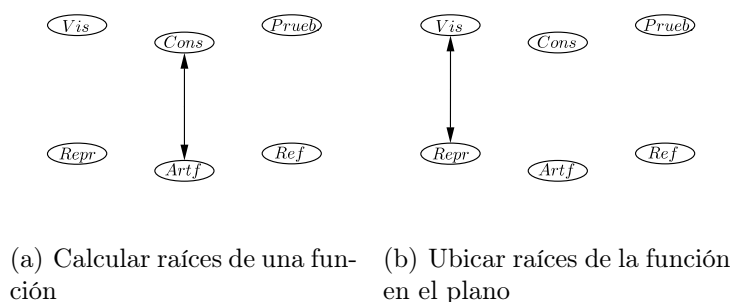 Vis
Cons
Prueb
Repr
Artf
Ref
Vis
Cons
Prueb
Repr
Artf
Ref
(a) Calcular raíces de una fun-
ción
(b) Ubicar raíces de la función
en el plano